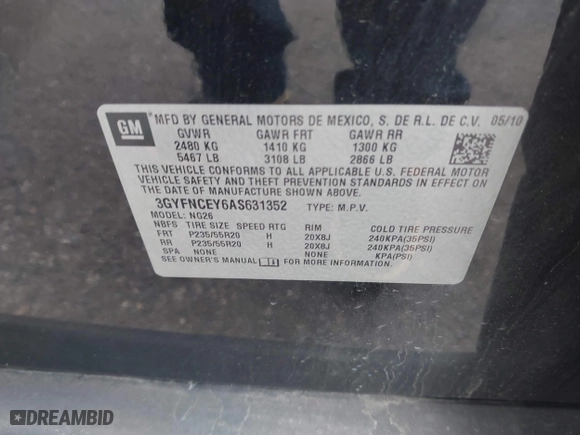 GM
MFD BY GENERAL MOTORS DE MEXICO, S. DE R.L. DE C.V. 05/10
GVWR GAWR FRT GAWR RR
2480 KG 1410 KG 1300 KG
5467 LB 3108 LB 2866 LB
THIS VEHICLE CONFORMS TO ALL APPLICABLE U.S. FEDERAL MOTOR
VEHICLE SAFETY AND THEFT PREVENTION STANDARDS IN EFFECT ON
THE DATE OF MANUFACTURE SHOWN ABOVE.
3GYFNCEY6AS631352 TYPE: M.P.V.
MODEL: NG26
NBFS TIRE SIZE SPEED RTG RIM COLD TIRE PRESSURE
FRT P235/55R20 H 20X8J 240KPA(35PSI)
RR P235/55R20 H 20X8J 240KPA(35PSI)
SPA NONE NONE KPA(PSI)
SEE OWNER'S MANUAL FOR MORE INFORMATION.
DREAMBID